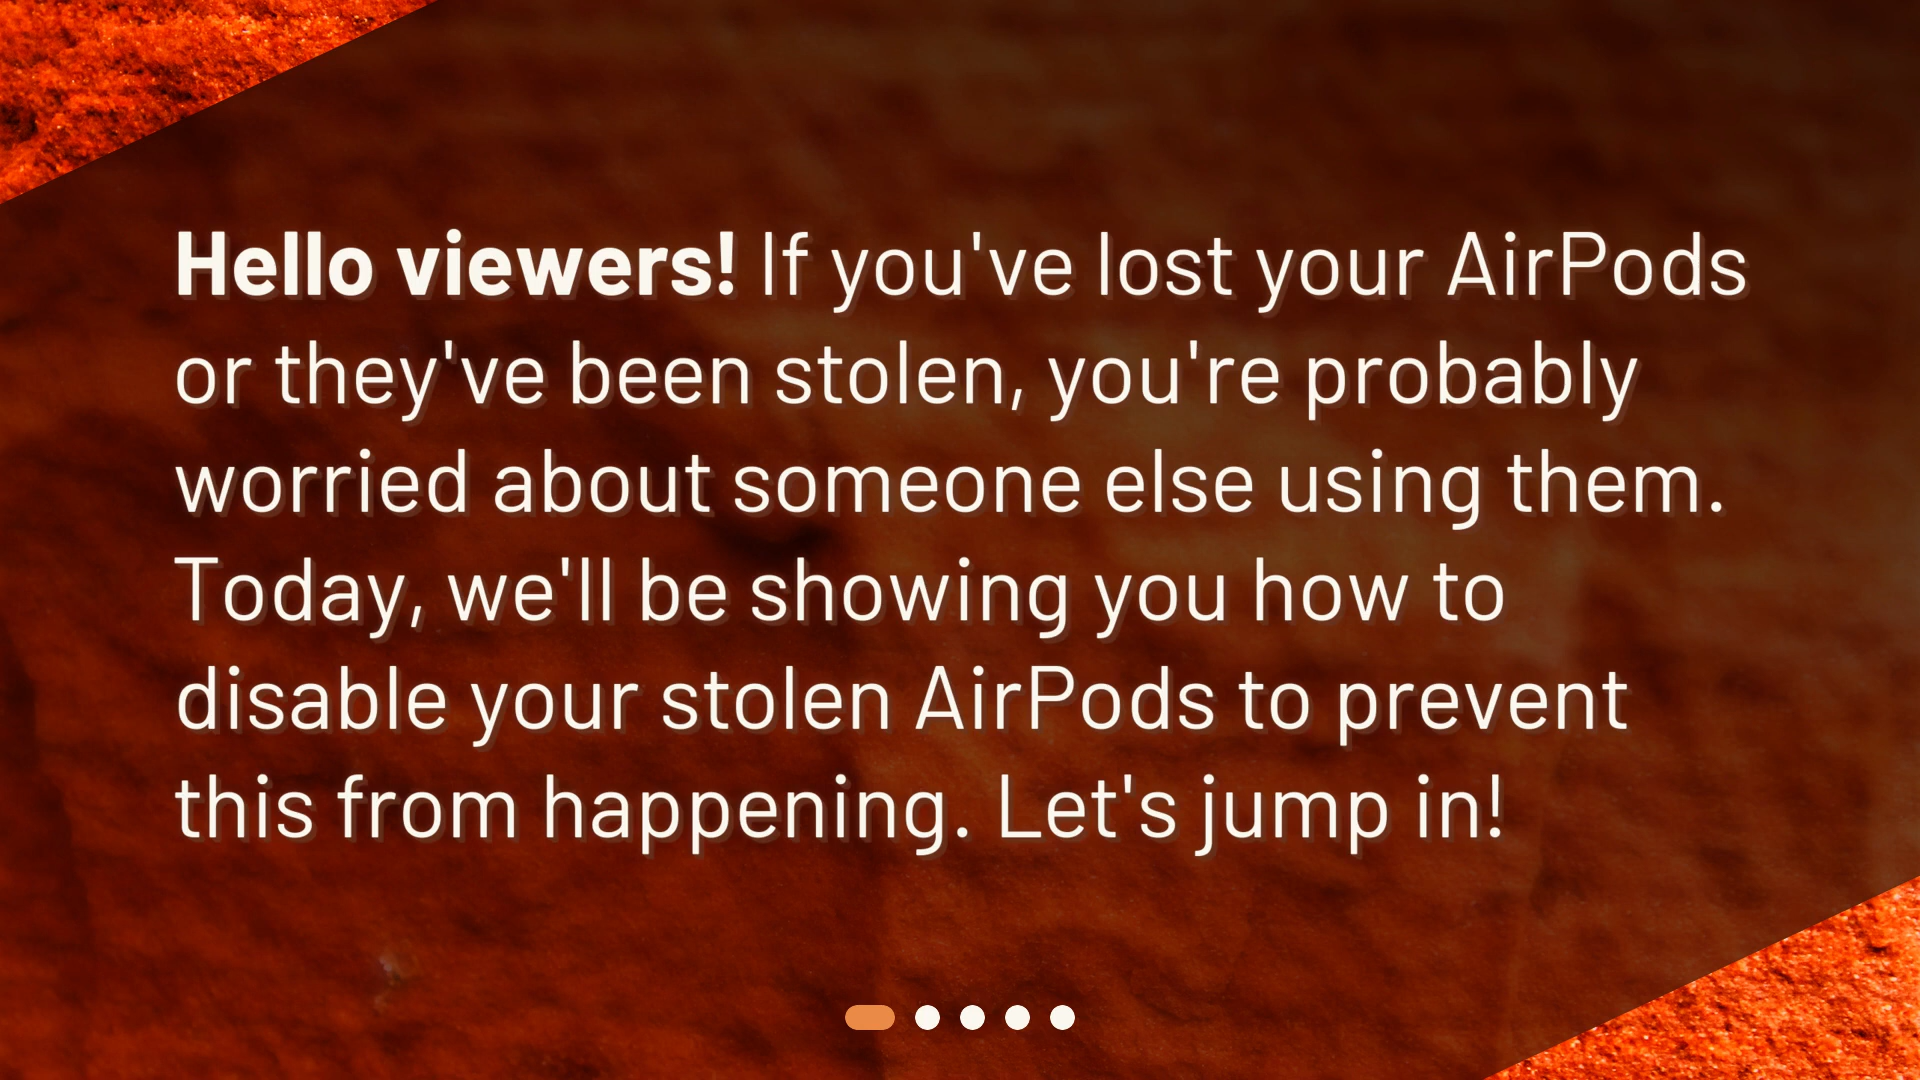 Hello viewers! If you've lost your AirPods
or they've been stolen, you're probably
worried about someone else using them.
Today, we'll be showing you how to
disable your stolen AirPods to prevent
this from happening. Let's jump in!